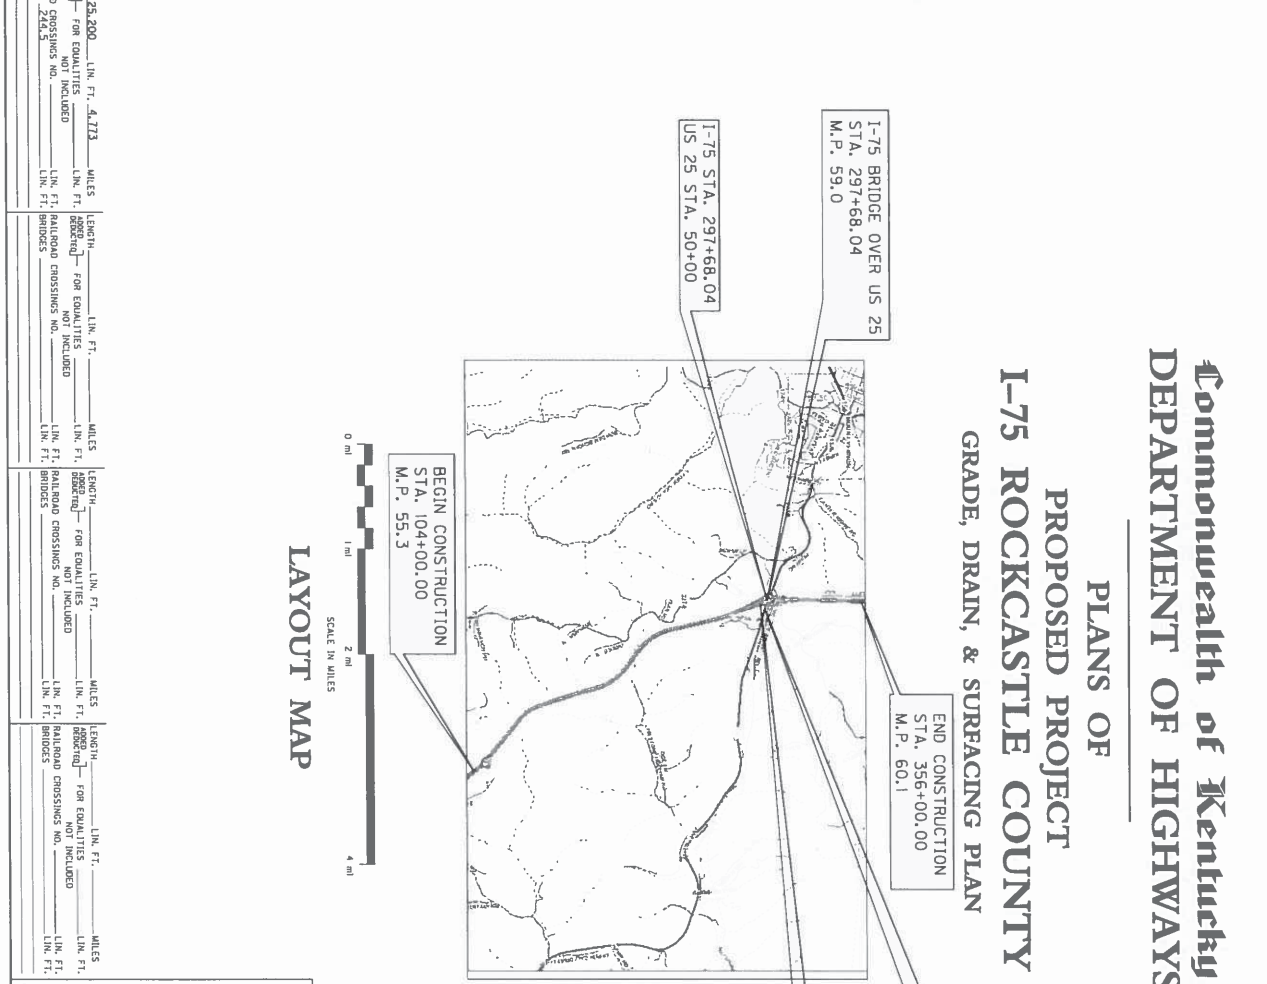 Commonwealth of Kentucky
DEPARTMENT OF HIGHWAYS
PLANS OF
PROPOSED PROJECT
I-75 ROCKCASTLE COUNTY
GRADE, DRAIN, & SURFACING PLAN
I-75 BRIDGE OVER US 25
STA. 297+68.04
M.P. 59.0
END CONSTRUCTION
STA. 356+00.00
M.P. 60.1
I-75 STA. 297+68.04
US 25 STA. 50+00
BEGIN CONSTRUCTION
STA. 104+00.00
M.P. 55.3
0 mi
1 mi
2 mi
4 mi
SCALE IN MILES
LAYOUT MAP
25,200 LIN. FT. 4.773 MILES
FOR EQUALITIES LIN. FT.
NOT INCLUDED
CROSSINGS NO. LIN. FT.
244.5 LIN. FT.
LENGTH LIN. FT. MILES
ADDED
DEDUCTED FOR EQUALITIES LIN. FT.
NOT INCLUDED
RAILROAD CROSSINGS NO. LIN. FT.
BRIDGES LIN. FT.
LENGTH LIN. FT. MILES
ADDED
DEDUCTED FOR EQUALITIES LIN. FT.
NOT INCLUDED
RAILROAD CROSSINGS NO. LIN. FT.
BRIDGES LIN. FT.
LENGTH LIN. FT. MILES
ADDED
DEDUCTED FOR EQUALITIES LIN. FT.
NOT INCLUDED
RAILROAD CROSSINGS NO. LIN. FT.
BRIDGES LIN. FT.